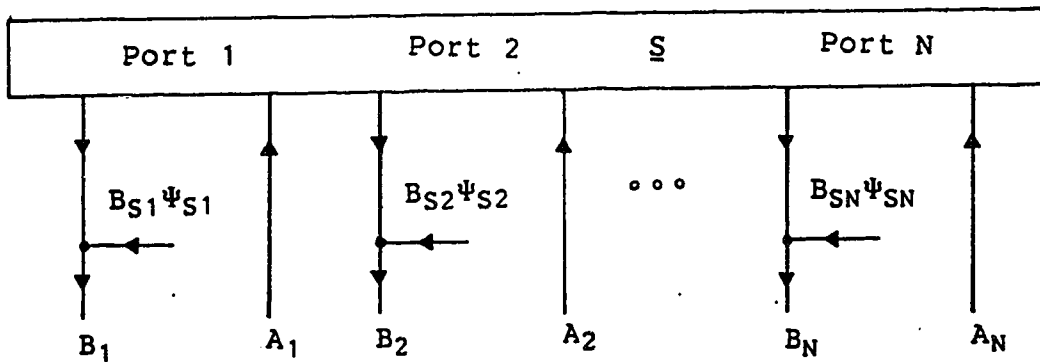 Port 1 Port 2 S Port N
B_S1Ψ_S1 B_S2Ψ_S2 B_SNΨ_SN
B_1 A_1 B_2 A_2 B_N A_N